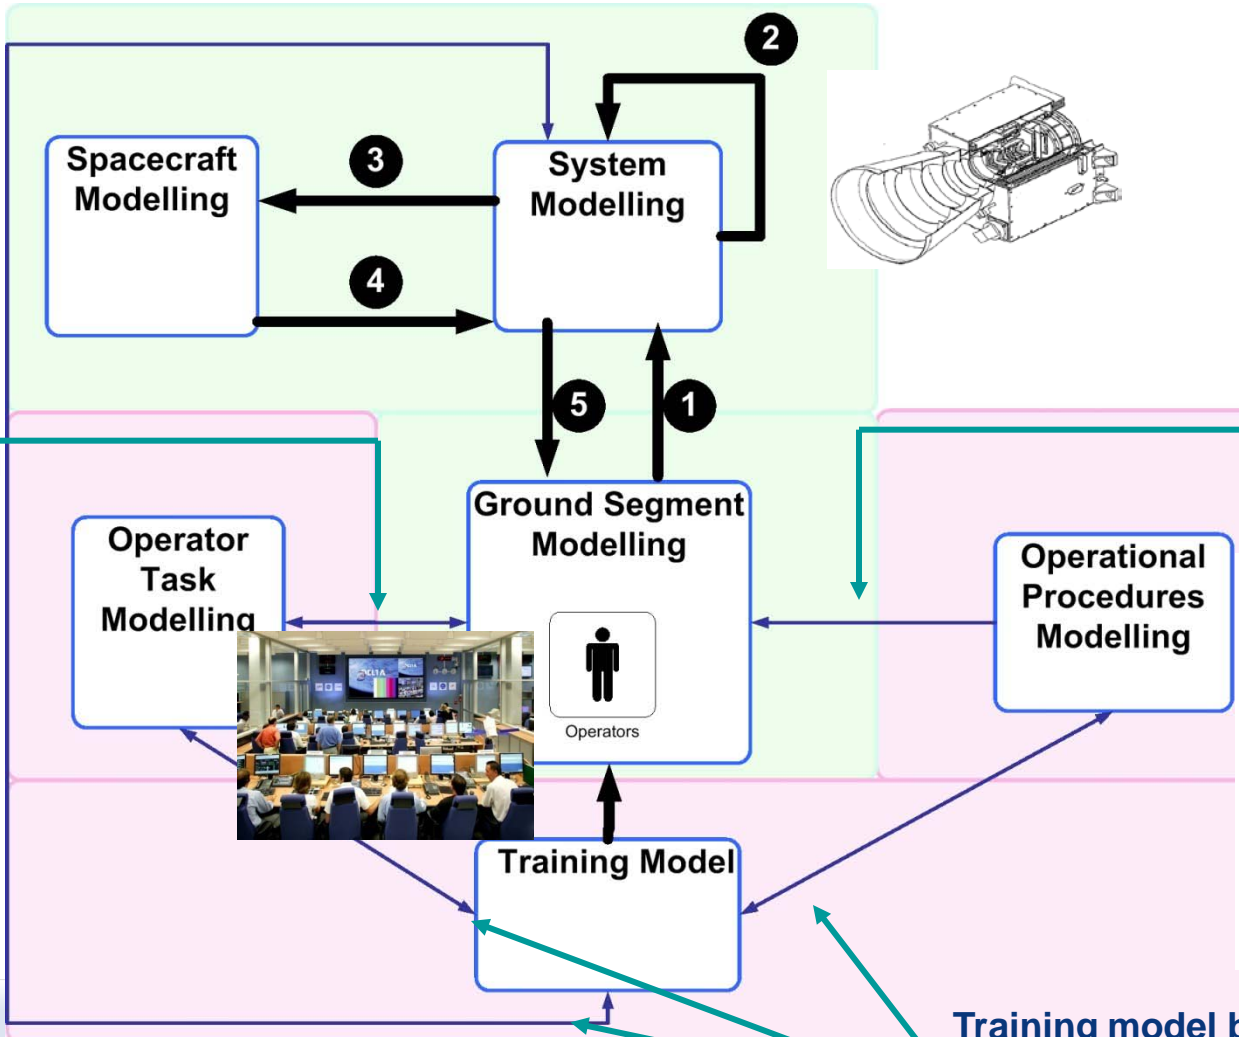 2
Spacecraft
Modelling
3
System
Modelling
4
5
1
Ground Segment
Modelling
Operator
Task
Modelling
Operational
Procedures
Modelling
Operators
Training Model
Training model b